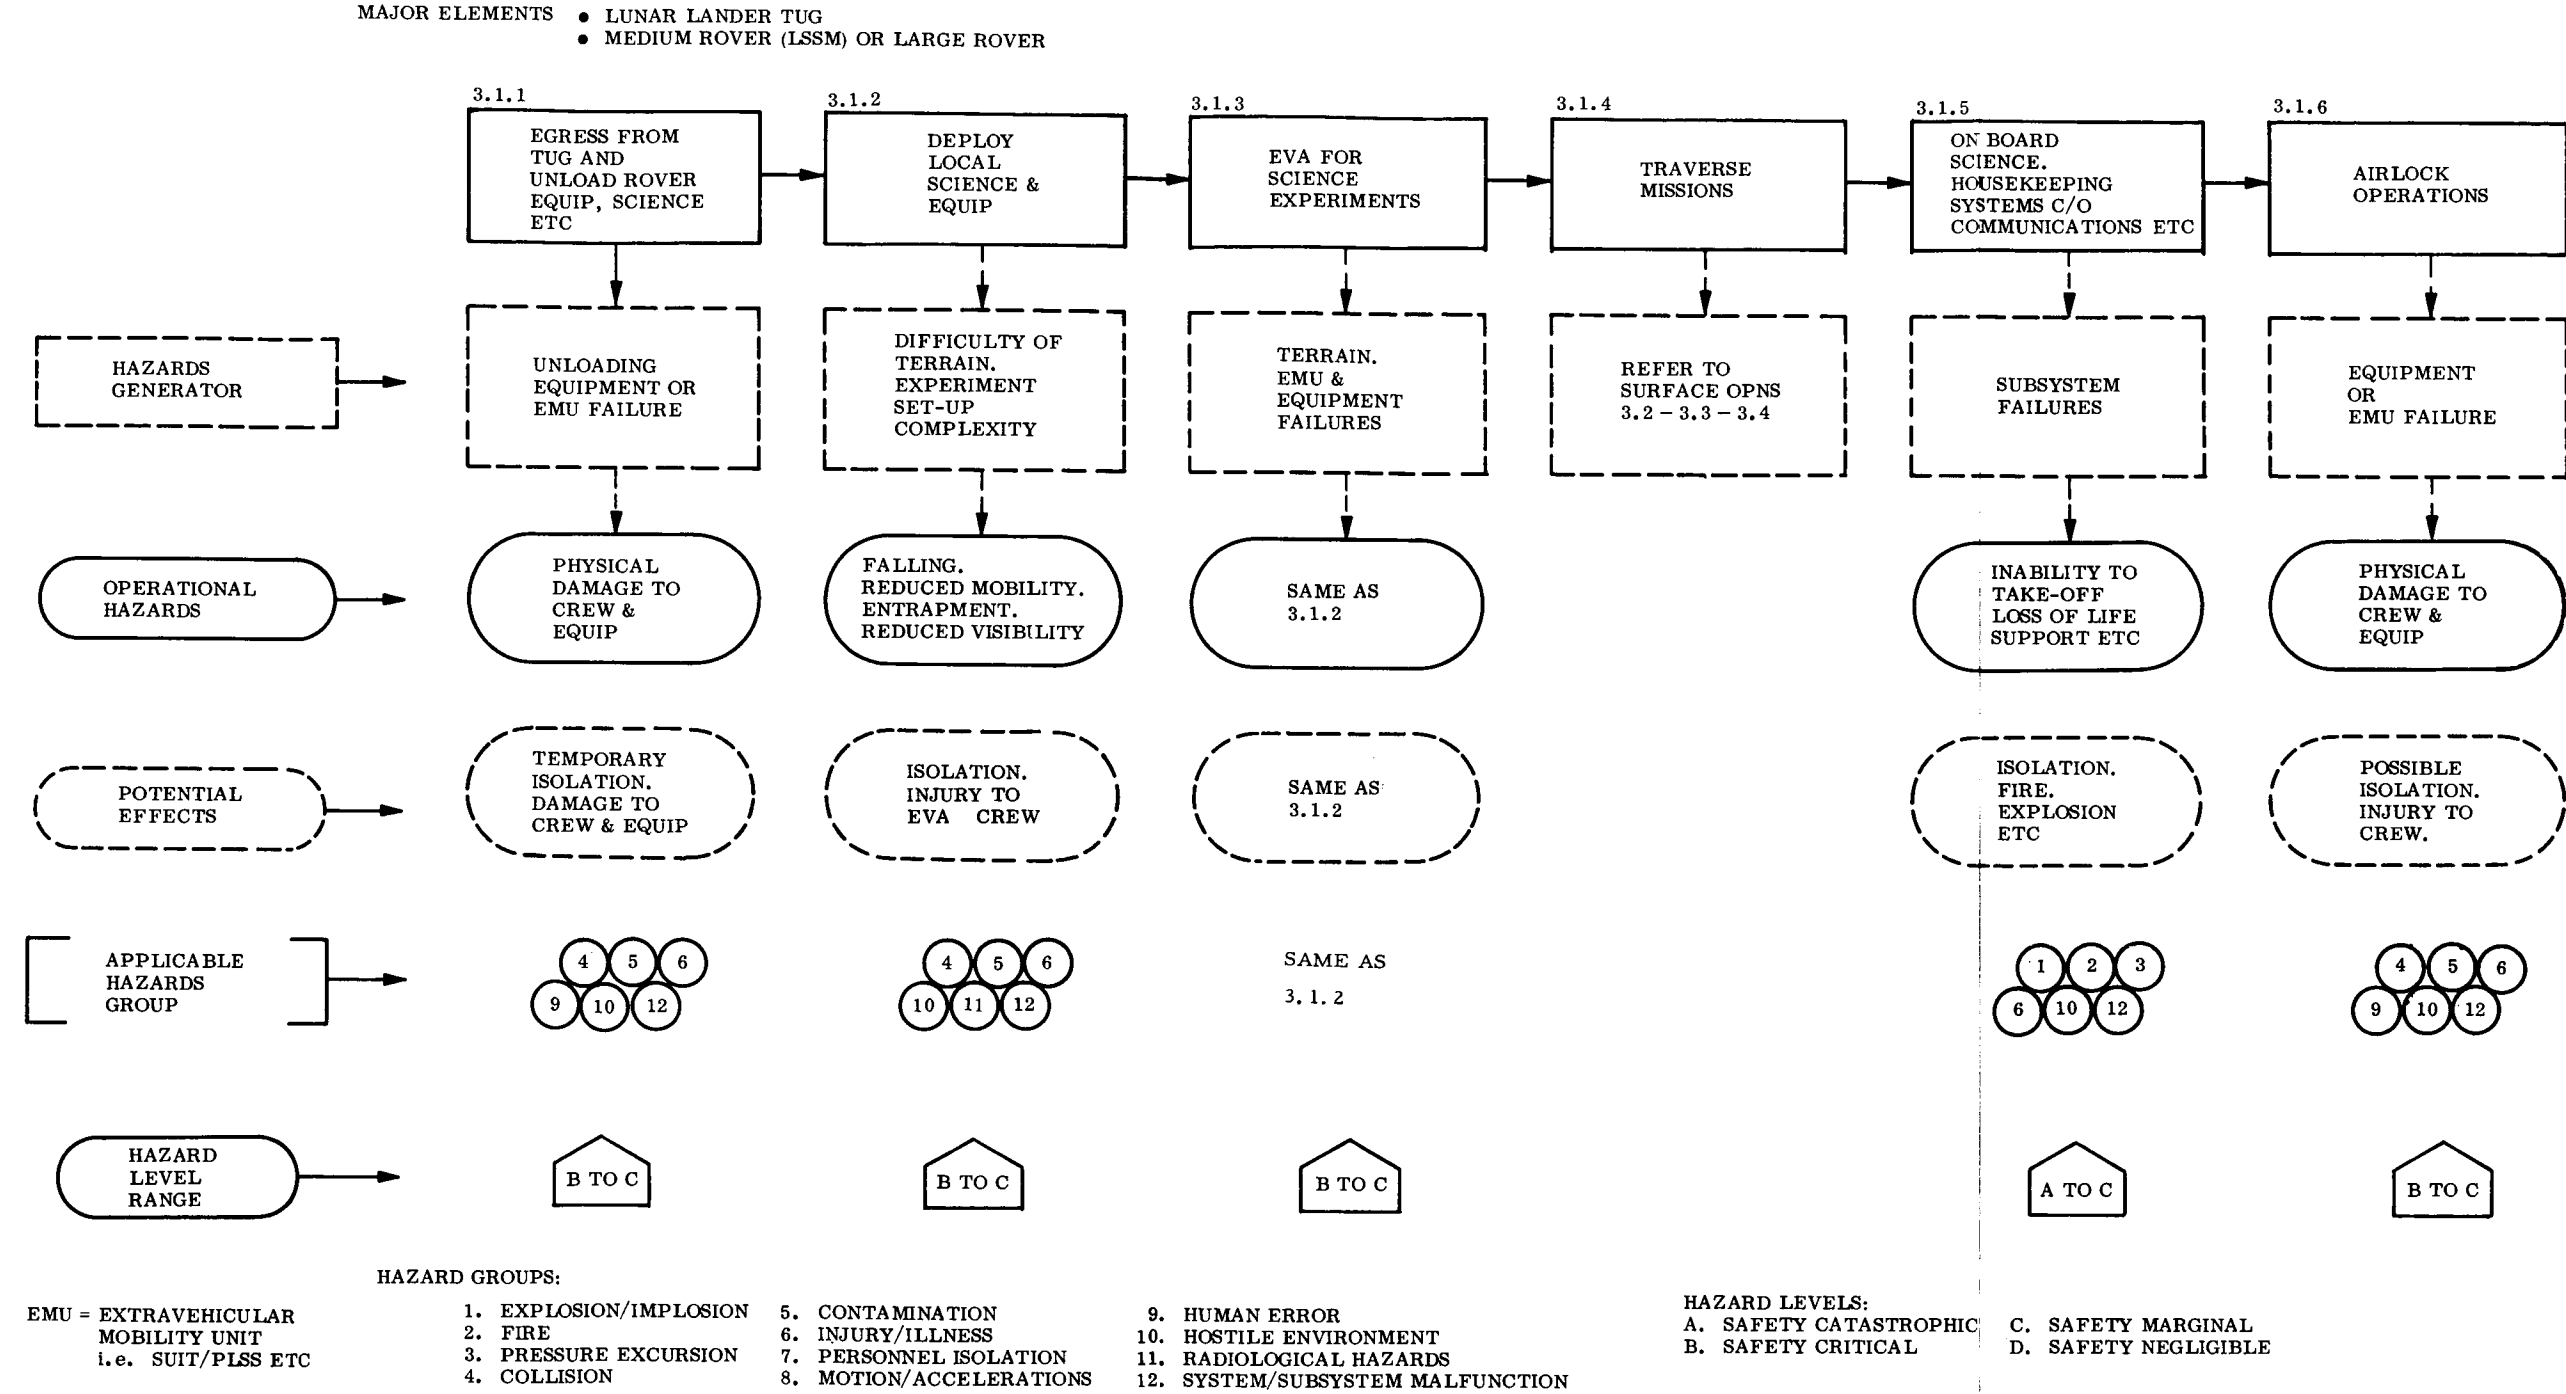 MAJOR ELEMENTS ● LUNAR LANDER TUG
● MEDIUM ROVER (LSSM) OR LARGE ROVER
3.1.1
EGRESS FROM
TUG AND
UNLOAD ROVER
EQUIP, SCIENCE
ETC
3.1.2
DEPLOY
LOCAL
SCIENCE &
EQUIP
3.1.3
EVA FOR
SCIENCE
EXPERIMENTS
3.1.4
TRAVERSE
MISSIONS
3.1.5
ON BOARD
SCIENCE.
HOUSEKEEPING
SYSTEMS C/O
COMMUNICATIONS ETC
3.1.6
AIRLOCK
OPERATIONS
HAZARDS
GENERATOR
UNLOADING
EQUIPMENT OR
EMU FAILURE
DIFFICULTY OF
TERRAIN.
EXPERIMENT
SET-UP
COMPLEXITY
TERRAIN.
EMU &
EQUIPMENT
FAILURES
REFER TO
SURFACE OPNS
3.2 – 3.3 – 3.4
SUBSYSTEM
FAILURES
EQUIPMENT
OR
EMU FAILURE
OPERATIONAL
HAZARDS
PHYSICAL
DAMAGE TO
CREW &
EQUIP
FALLING.
REDUCED MOBILITY.
ENTRAPMENT.
REDUCED VISIBILITY
SAME AS
3.1.2
INABILITY TO
TAKE-OFF
LOSS OF LIFE
SUPPORT ETC
PHYSICAL
DAMAGE TO
CREW &
EQUIP
POTENTIAL
EFFECTS
TEMPORARY
ISOLATION.
DAMAGE TO
CREW & EQUIP
ISOLATION.
INJURY TO
EVA CREW
SAME AS
3.1.2
ISOLATION.
FIRE.
EXPLOSION
ETC
POSSIBLE
ISOLATION.
INJURY TO
CREW.
APPLICABLE
HAZARDS
GROUP
4 5 6
9 10 12
4 5 6
10 11 12
SAME AS
3.1.2
1 2 3
6 10 12
4 5 6
9 10 12
HAZARD
LEVEL
RANGE
B TO C
B TO C
B TO C
A TO C
B TO C
EMU = EXTRAVEHICULAR
MOBILITY UNIT
i.e. SUIT/PLSS ETC
HAZARD GROUPS:
1. EXPLOSION/IMPLOSION
2. FIRE
3. PRESSURE EXCURSION
4. COLLISION
5. CONTAMINATION
6. INJURY/ILLNESS
7. PERSONNEL ISOLATION
8. MOTION/ACCELERATIONS
9. HUMAN ERROR
10. HOSTILE ENVIRONMENT
11. RADIOLOGICAL HAZARDS
12. SYSTEM/SUBSYSTEM MALFUNCTION
HAZARD LEVELS:
A. SAFETY CATASTROPHIC
B. SAFETY CRITICAL
C. SAFETY MARGINAL
D. SAFETY NEGLIGIBLE